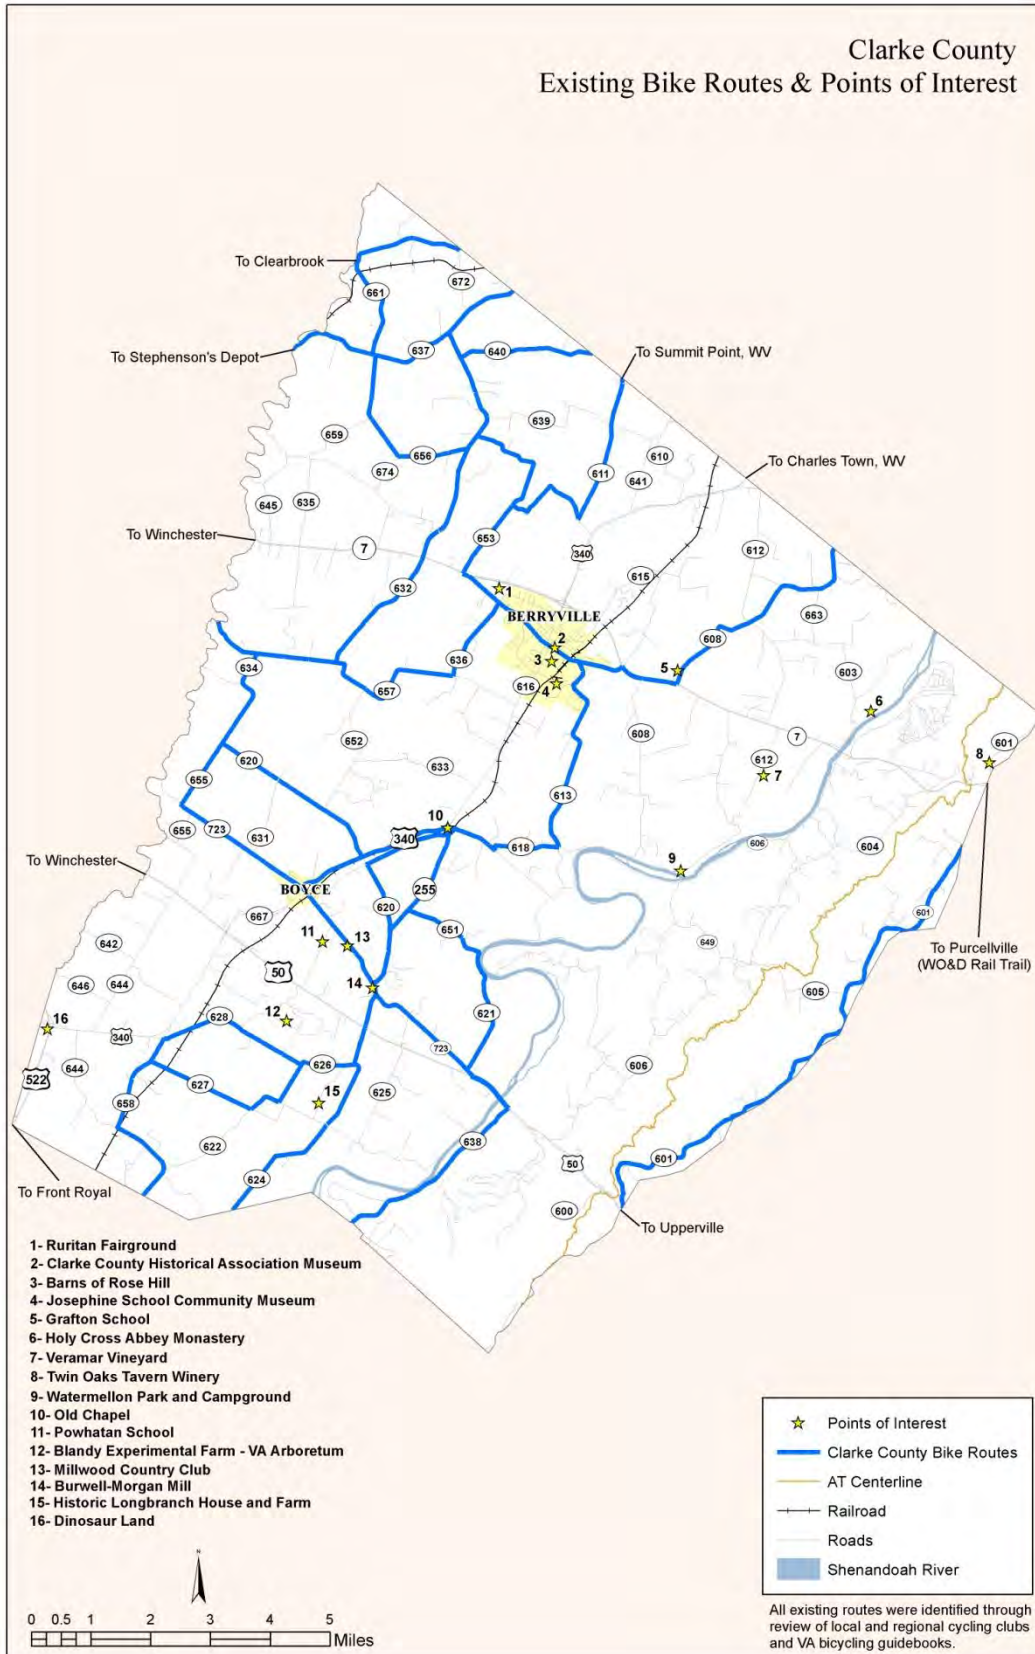 Clarke County
Existing Bike Routes & Points of Interest
To Clearbrook
672
661
To Stephenson's Depot
637
640
To Summit Point, WV
639
659
656
610
674
611
641
To Charles Town, WV
645
635
To Winchester
7
653
340
612
632
615
1
BERRYVILLE
663
608
2
634
636
3
5
603
657
616
4
6
652
608
7
601
8
620
633
612
7
655
613
10
655
723
631
340
618
606
604
To Winchester
9
BOYCE
255
667
620
651
601
642
11
13
649
To Purcellville
(WO&D Rail Trail)
50
646
644
14
605
628
12
621
16
340
723
626
606
522
644
627
625
15
658
622
638
50
601
To Front Royal
624
600
To Upperville
1- Ruritan Fairground
2- Clarke County Historical Association Museum
3- Barns of Rose Hill
4- Josephine School Community Museum
5- Grafton School
6- Holy Cross Abbey Monastery
7- Veramar Vineyard
8- Twin Oaks Tavern Winery
9- Watermellon Park and Campground
10- Old Chapel
11- Powhatan School
12- Blandy Experimental Farm - VA Arboretum
13- Millwood Country Club
14- Burwell-Morgan Mill
15- Historic Longbranch House and Farm
16- Dinosaur Land
Points of Interest
Clarke County Bike Routes
AT Centerline
Railroad
Roads
Shenandoah River
N
0 0.5 1 2 3 4 5
Miles
All existing routes were identified through
review of local and regional cycling clubs
and VA bicycling guidebooks.